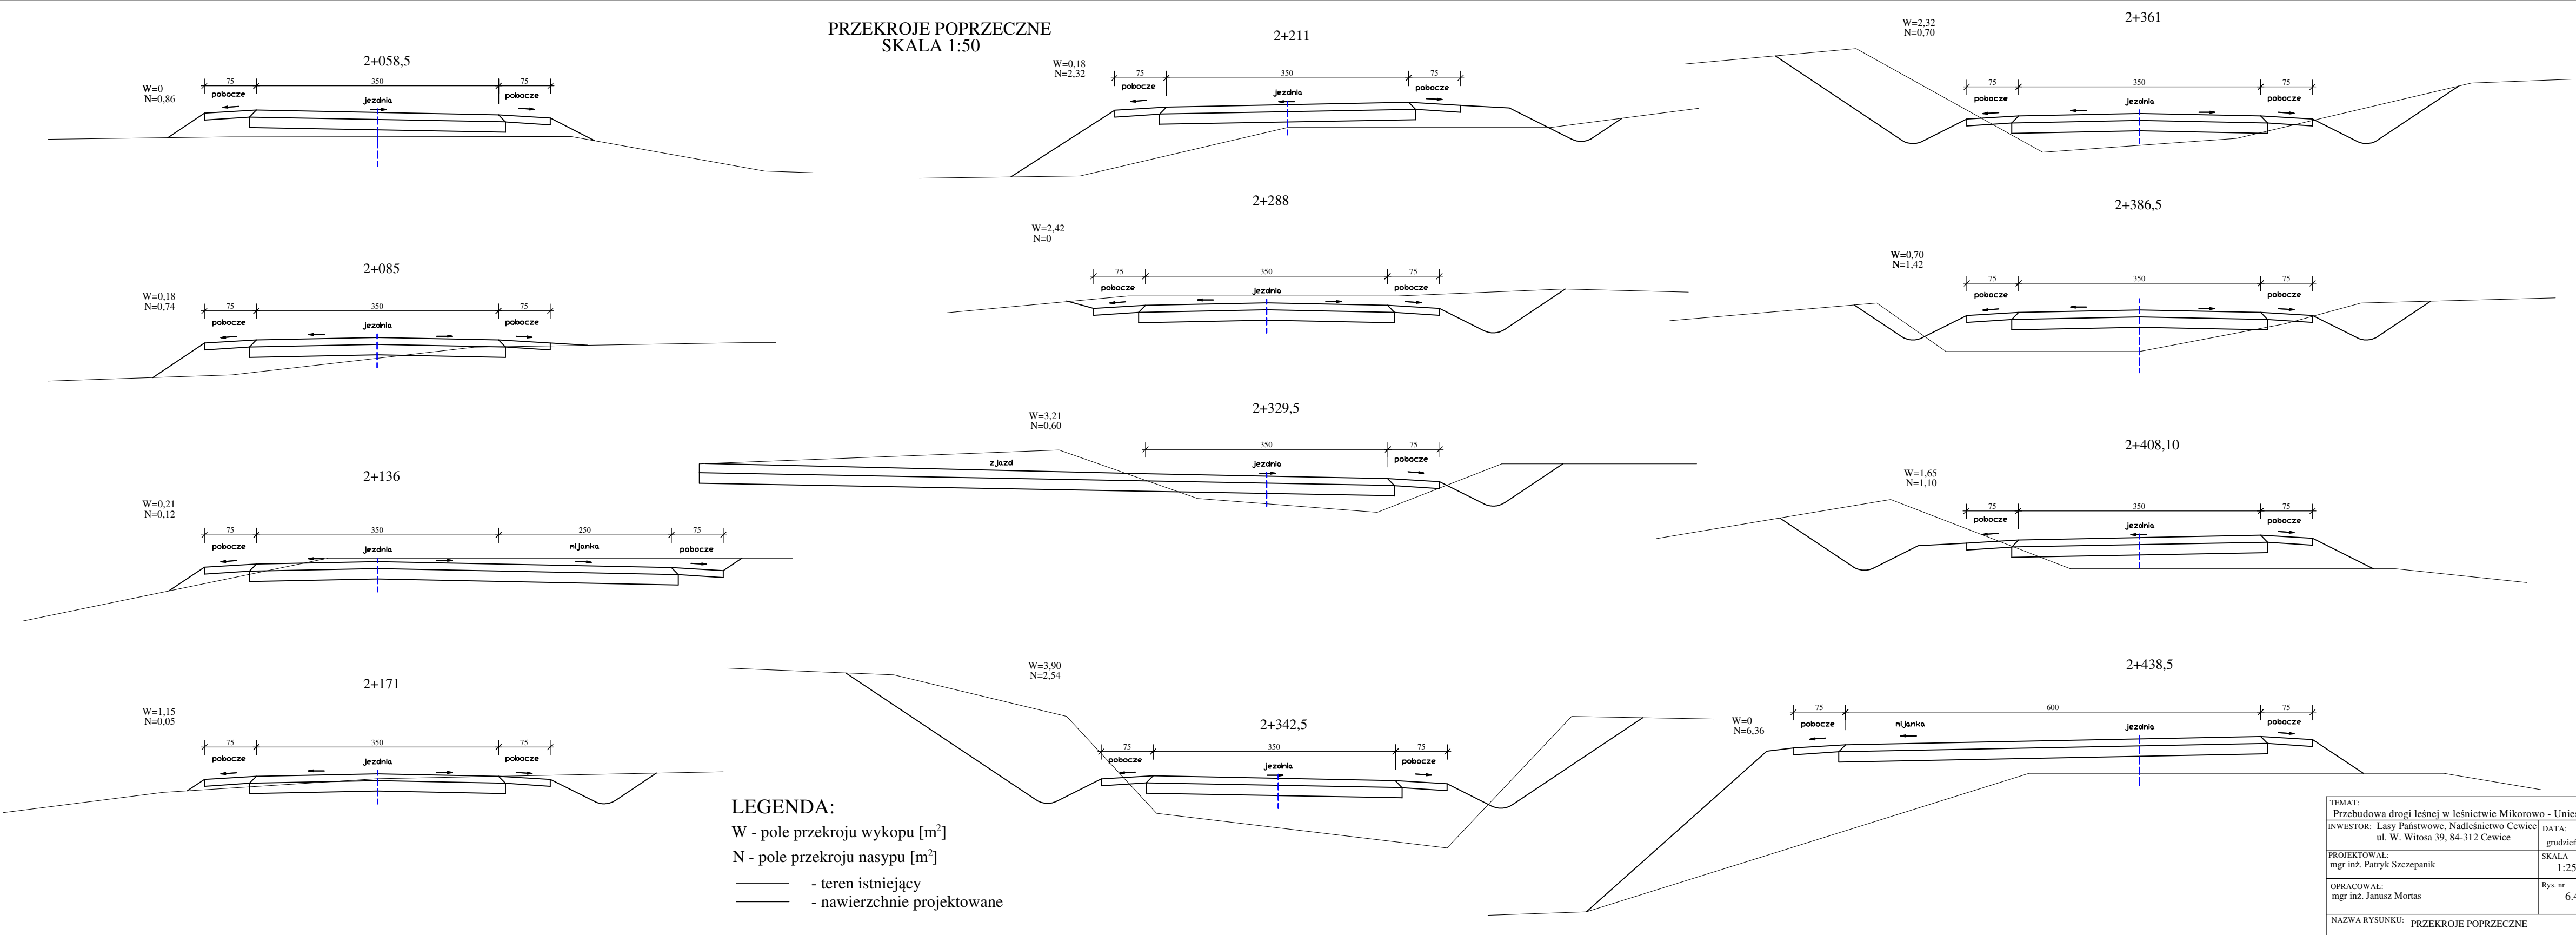 PRZEKROJE POPRZECZNE
SKALA 1:50
2+058,5
W=0
N=0,86
75
350
75
pobocze
jezdnia
pobocze
2+085
W=0,18
N=0,74
75
350
75
pobocze
jezdnia
pobocze
2+136
W=0,21
N=0,12
75
350
250
75
pobocze
jezdnia
mijanka
pobocze
2+171
W=1,15
N=0,05
75
350
75
pobocze
jezdnia
pobocze
2+211
W=0,18
N=2,32
75
350
75
pobocze
jezdnia
pobocze
2+288
W=2,42
N=0
75
350
75
pobocze
jezdnia
pobocze
2+329,5
W=3,21
N=0,60
350
75
zjazd
jezdnia
pobocze
2+342,5
W=3,90
N=2,54
75
350
75
pobocze
jezdnia
pobocze
2+361
W=2,32
N=0,70
75
350
75
pobocze
jezdnia
pobocze
2+386,5
W=0,70
N=1,42
75
350
75
pobocze
jezdnia
pobocze
2+408,10
W=1,65
N=1,10
75
350
75
pobocze
jezdnia
pobocze
2+438,5
W=0
N=6,36
75
600
75
pobocze
mijanka
jezdnia
pobocze
LEGENDA:
W - pole przekroju wykopu [m²]
N - pole przekroju nasypu [m²]
- teren istniejący
- nawierzchnie projektowane
TEMAT:
Przebudowa drogi leśnej w leśnictwie Mikorowo - Unies
INWESTOR: Lasy Państwowe, Nadleśnictwo Cewice
ul. W. Witosa 39, 84-312 Cewice
DATA:
grudzień
PROJEKTOWAŁ:
mgr inż. Patryk Szczepanik
SKALA
1:25
OPRACOWAŁ:
mgr inż. Janusz Mortas
Rys. nr
6.4
NAZWA RYSUNKU: PRZEKROJE POPRZECZNE